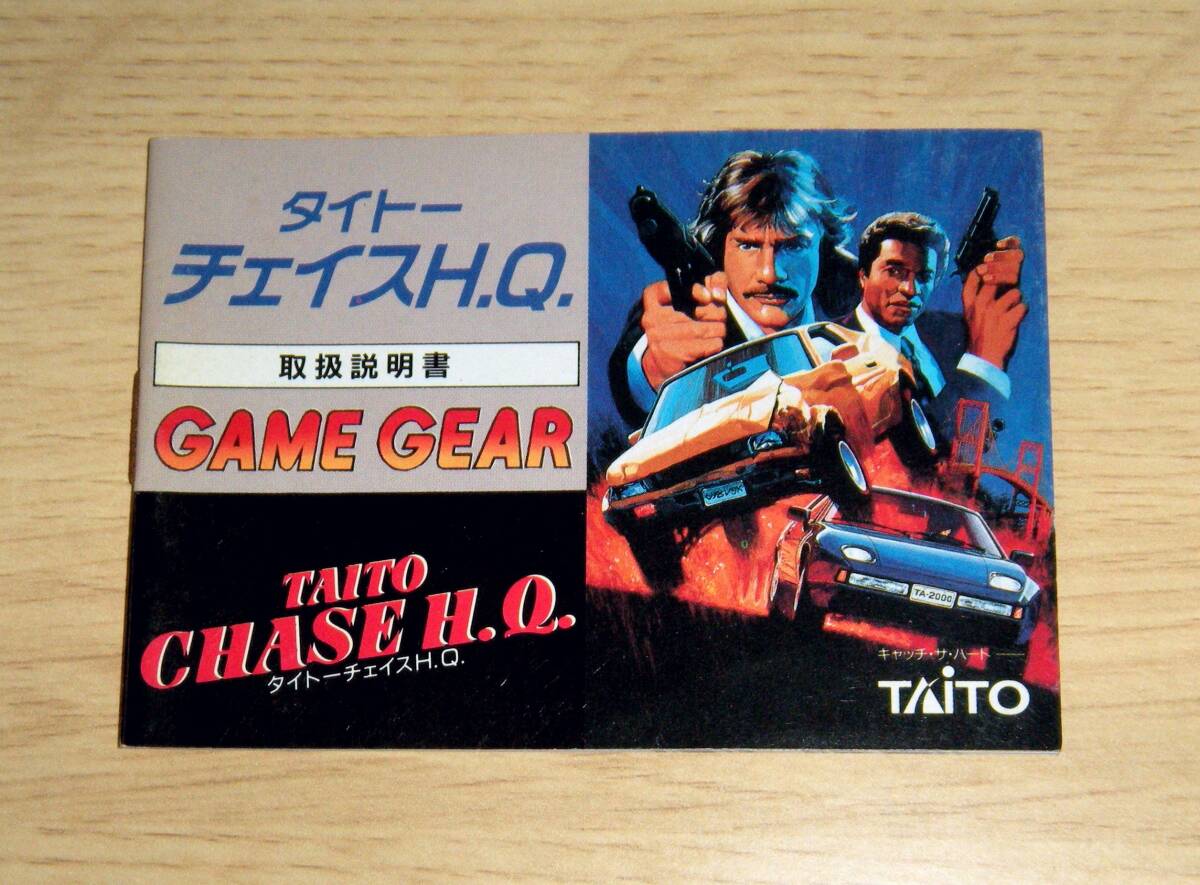 タイトー
チェイスH.Q.
取扱説明書
GAME GEAR
TAITO
CHASE H.Q.
タイトーチェイスH.Q.
TA-2000
キャッチ・ザ・ハート
TAITO